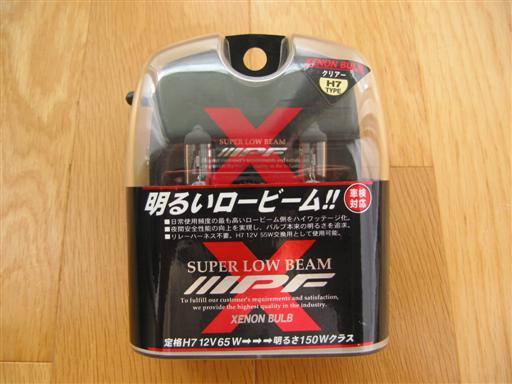 XENON BULB
クリアー
H7
TYPE
X
SUPER LOW BEAM
IPF
To fulfill our customer's requirements and satisfaction,
明るいロービーム!!
車検
対応
■日常使用頻度の最も高いロービーム側をハイワッテージ化。
■夜間安全性能の向上を実現し、バルブ本来の明るさを追求。
■リレーハーネス不要。H7 12V 55W交換用として使用可能。
SUPER LOW BEAM
IPF
To fulfill our customer's requirements and satisfaction,
we provide the highest quality in the industry.
XENON BULB
定格H7 12V 65W➡➡➡明るさ150Wクラス